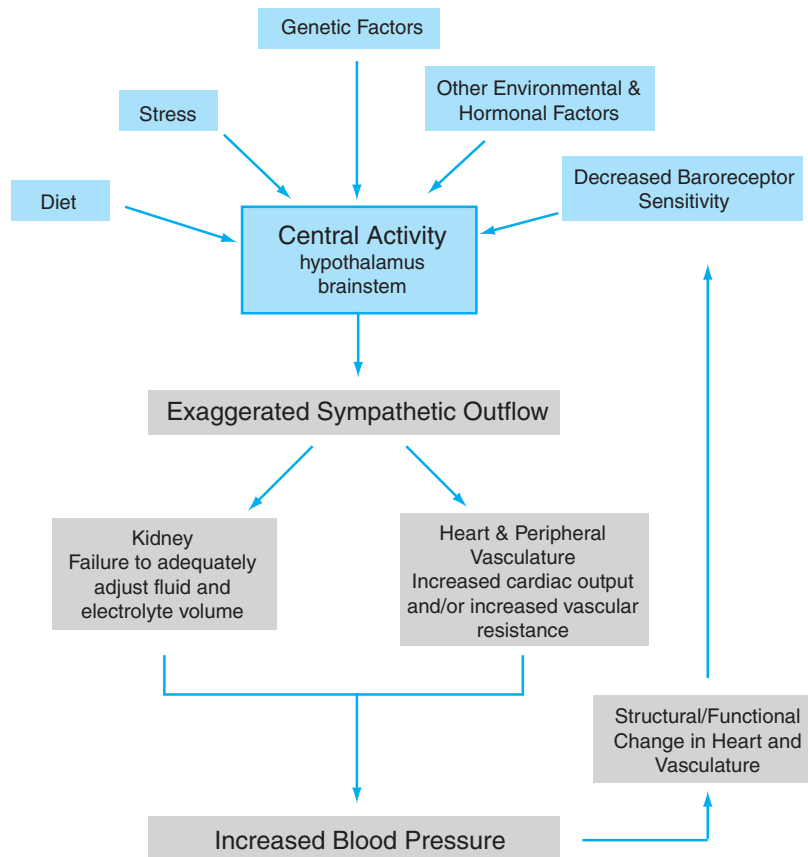 Genetic Factors
Other Environmental &
Hormonal Factors
Stress
Decreased Baroreceptor
Sensitivity
Diet
Central Activity
hypothalamus
brainstem
Exaggerated Sympathetic Outflow
Kidney
Failure to adequately
adjust fluid and
electrolyte volume
Heart & Peripheral
Vasculature
Increased cardiac output
and/or increased vascular
resistance
Structural/Functional
Change in Heart and
Vasculature
Increased Blood Pressure